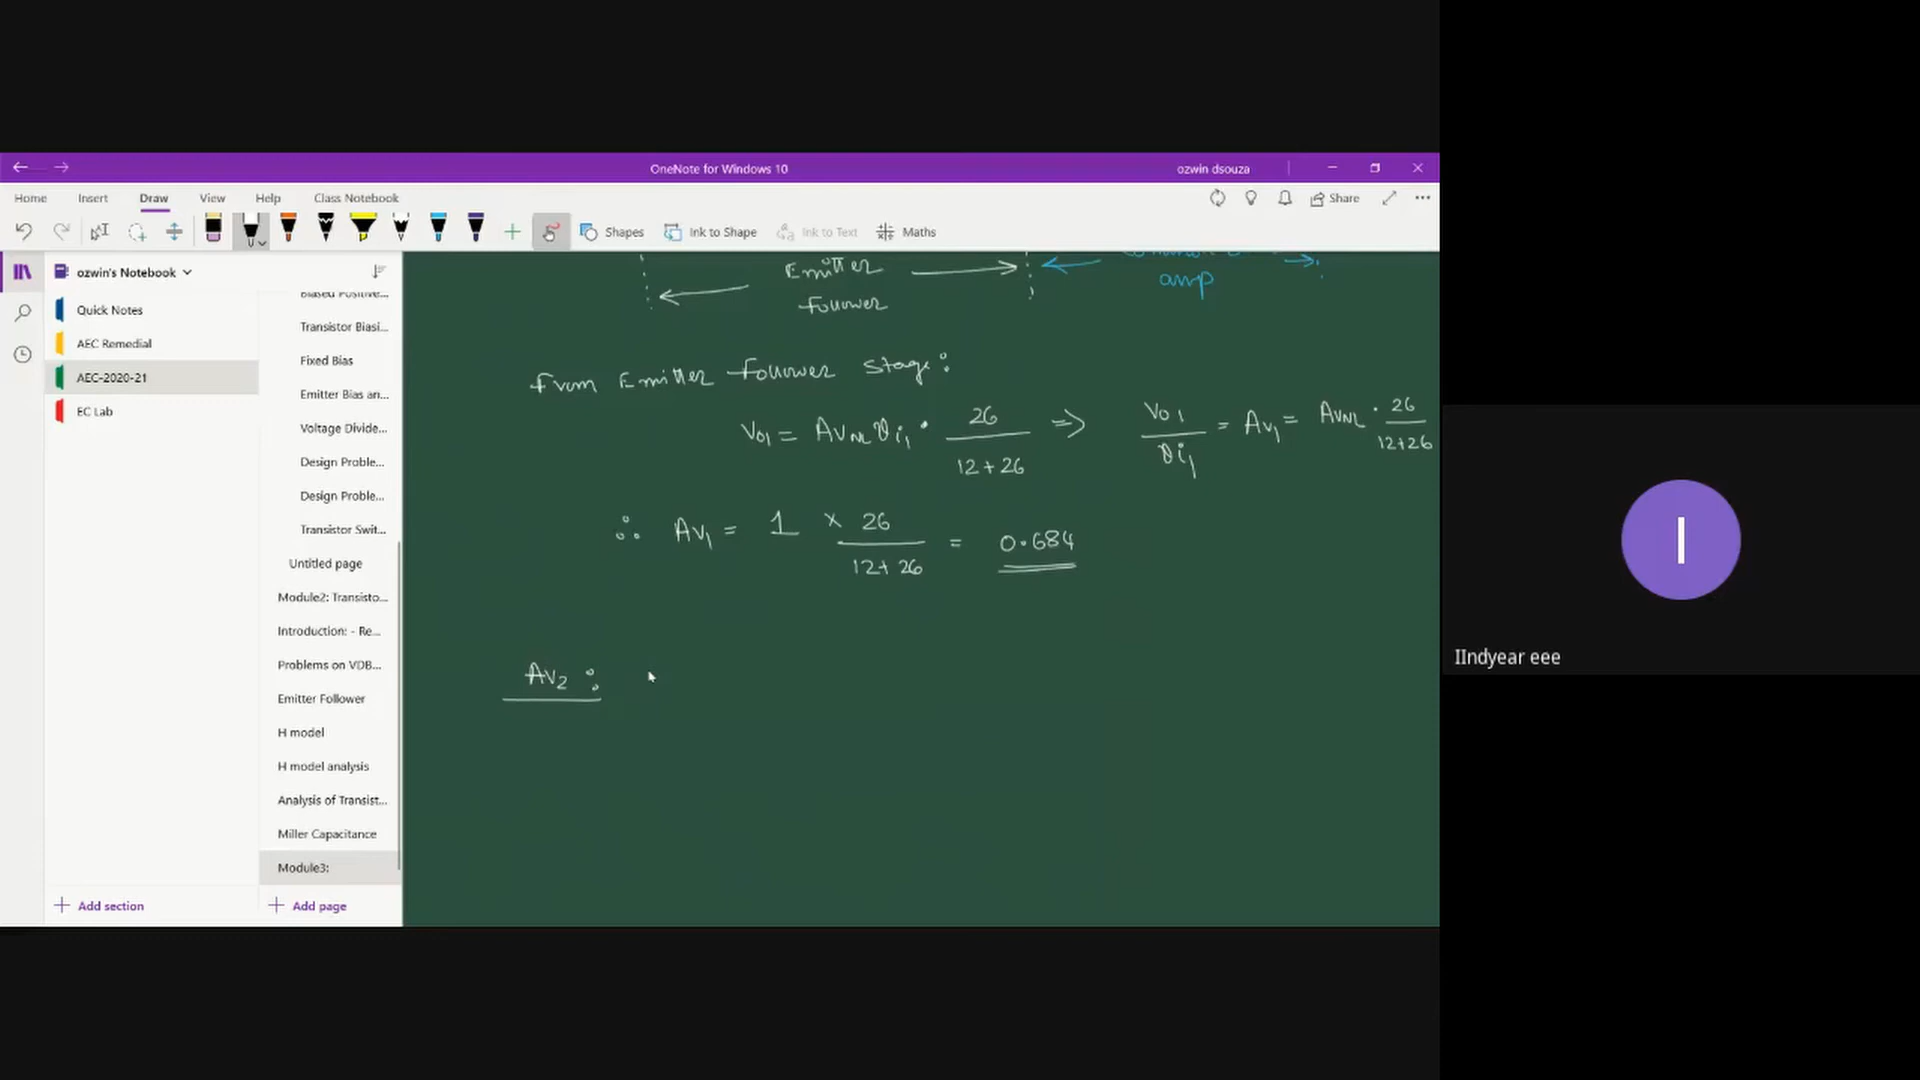 OneNote for Windows 10
ozwin dsouza
Home Insert Draw View Help Class Notebook
Share
Shapes Ink to Shape Ink to Text Maths
ozwin's Notebook
Quick Notes
AEC Remedial
AEC-2020-21
EC Lab
Add section
Biased Positive...
Transistor Biasi...
Fixed Bias
Emitter Bias an...
Voltage Divide...
Design Proble...
Design Proble...
Transistor Swit...
Untitled page
Module2: Transisto...
Introduction: - Re...
Problems on VDB...
Emitter Follower
H model
H model analysis
Analysis of Transist...
Miller Capacitance
Module3:
Add page
Emitter
follower
amp
From Emitter follower stage:
Vo1 = AVNL Vi1 · 26/(12+26) => Vo1/Vi1 = AV1 = AVNL · 26/(12+26)
∴ AV1 = 1 × 26/(12+26) = 0.684
AV2 :
I
IIndyear eee